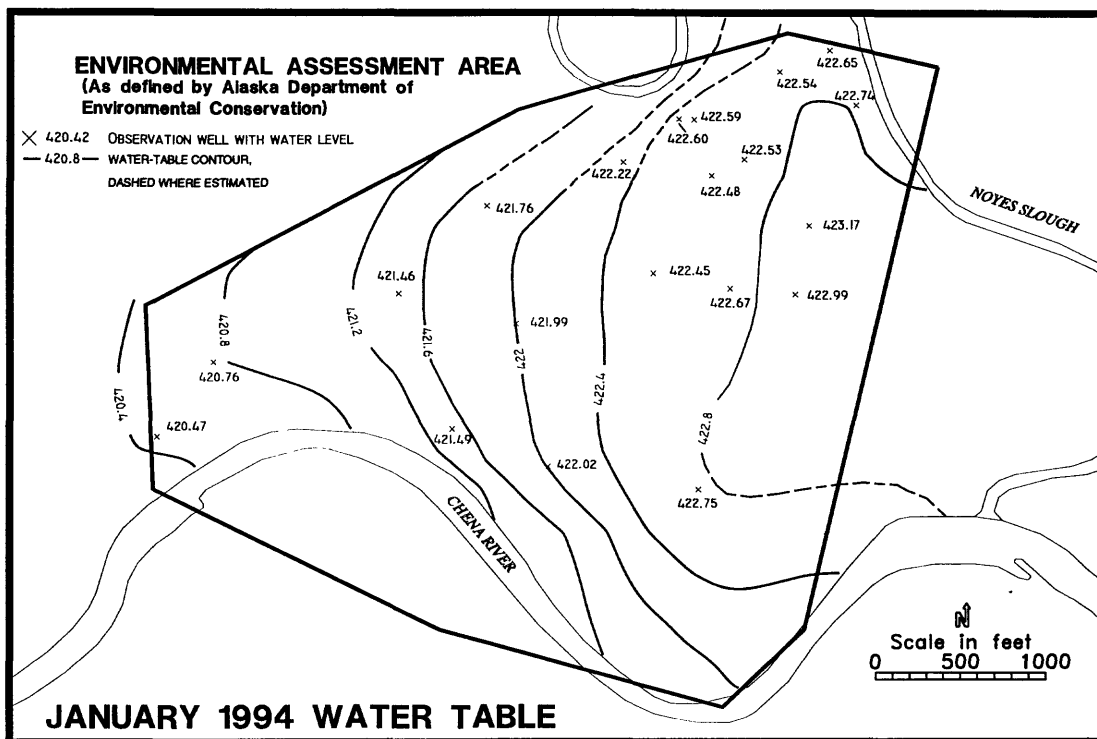 ENVIRONMENTAL ASSESSMENT AREA
(As defined by Alaska Department of
Environmental Conservation)
× 420.42 OBSERVATION WELL WITH WATER LEVEL
— 420.8 — WATER-TABLE CONTOUR,
DASHED WHERE ESTIMATED
422.65
422.54
422.74
422.59
422.60
422.53
422.22
422.48
NOYES SLOUGH
421.76
423.17
421.46
422.45
422.67
422.99
420.8
421.2
421.6
421.99
422
422.4
420.76
420.4
422.8
420.47
421.49
422.02
422.75
CHENA RIVER
N
Scale in feet
0 500 1000
JANUARY 1994 WATER TABLE